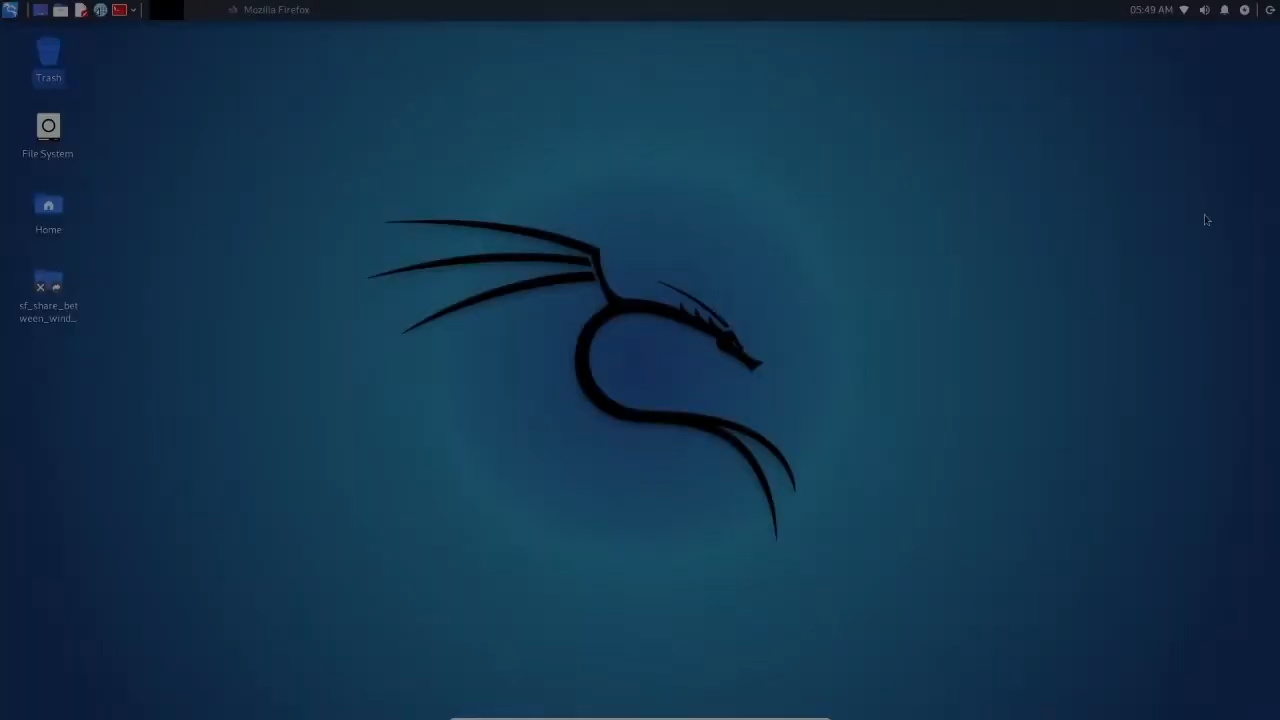 Mozilla Firefox
05:49 AM
Trash
File System
Home
sf_share_bet
ween_wind...